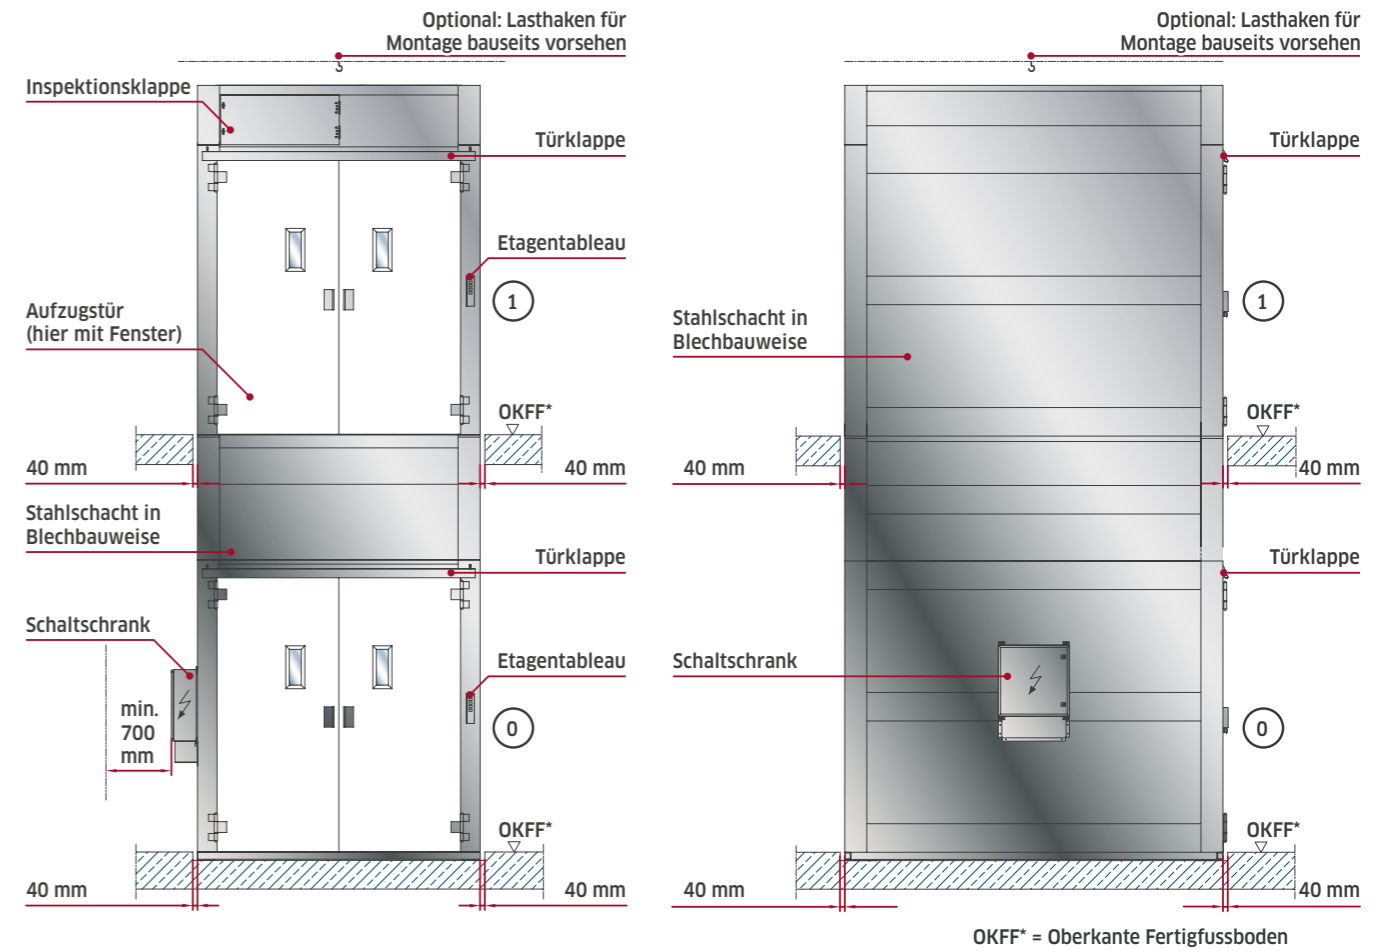 Optional: Lasthaken für
Montage bauseits vorsehen
Inspektionsklappe
Türklappe
Etagentableau
1
Aufzugstür
(hier mit Fenster)
OKFF*
40 mm
40 mm
Stahlschacht in
Blechbauweise
Türklappe
Schaltschrank
Etagentableau
min.
700
mm
0
OKFF*
40 mm
40 mm
Optional: Lasthaken für
Montage bauseits vorsehen
Türklappe
1
Stahlschacht in
Blechbauweise
OKFF*
40 mm
40 mm
Türklappe
Schaltschrank
0
OKFF*
40 mm
40 mm
OKFF* = Oberkante Fertigfussboden